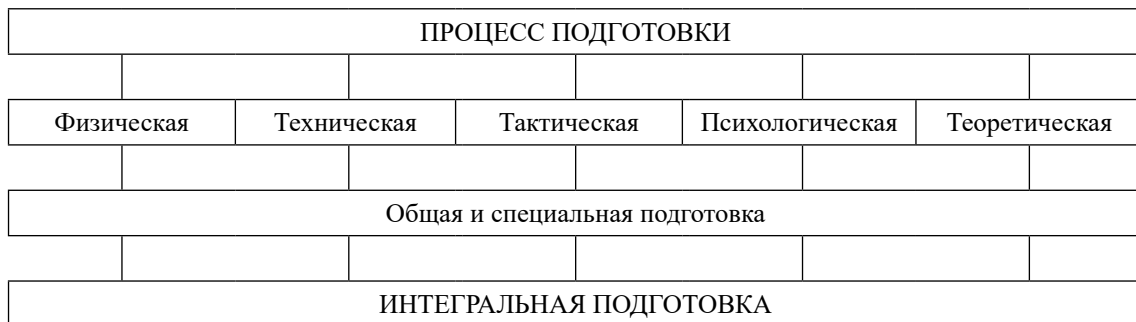 ПРОЦЕСС ПОДГОТОВКИ
Физическая Техническая Тактическая Психологическая Теоретическая
Общая и специальная подготовка
ИНТЕГРАЛЬНАЯ ПОДГОТОВКА